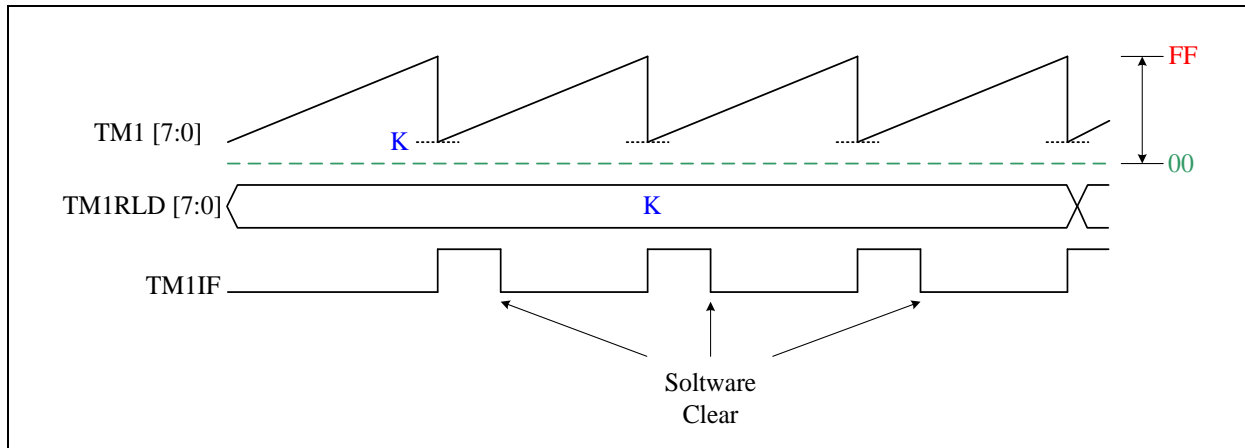 FF
TM1 [7:0]
K
00
TM1RLD [7:0]
K
TM1IF
Soltware
Clear